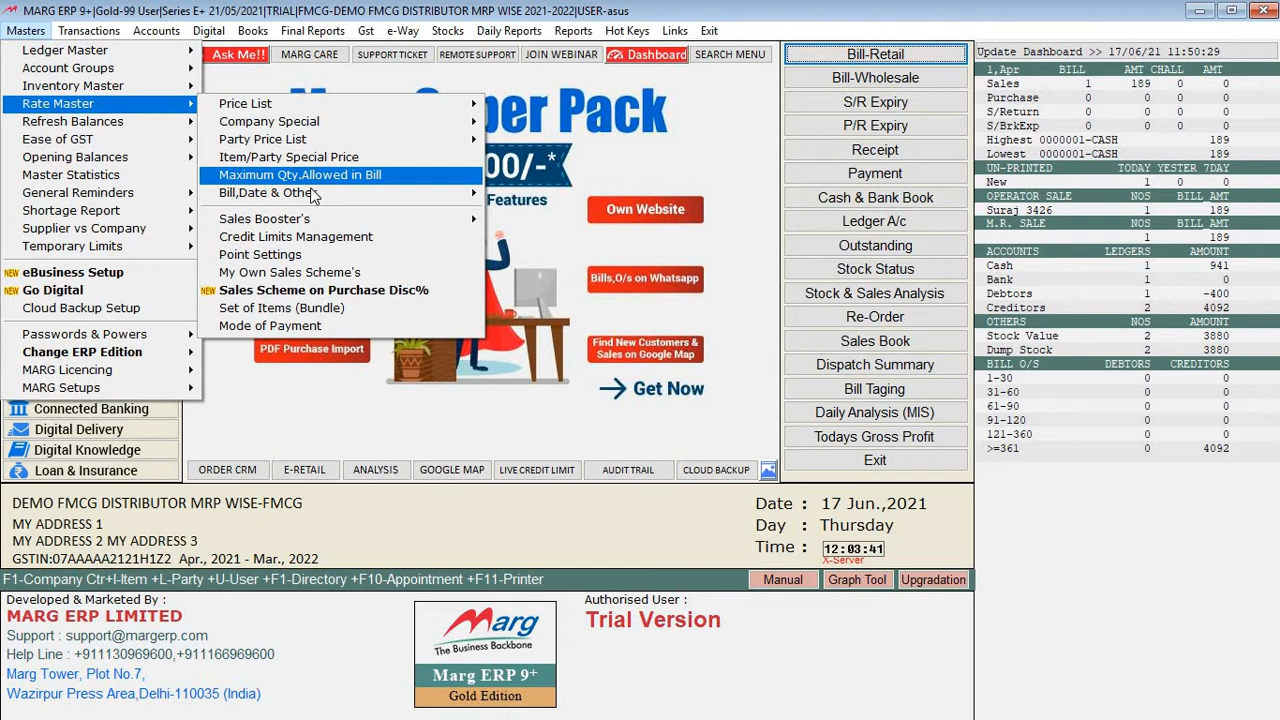 MARG ERP 9+|Gold-99 User|Series E+ 21/05/2021|TRIAL|FMCG-DEMO FMCG DISTRIBUTOR MRP WISE 2021-2022|USER-asus
Masters Transactions Accounts Digital Books Final Reports Gst e-Way Stocks Daily Reports Reports Hot Keys Links Exit
Ask Me!! MARG CARE SUPPORT TICKET REMOTE SUPPORT JOIN WEBINAR Dashboard SEARCH MENU
Ledger Master
Account Groups
Inventory Master
Rate Master
Refresh Balances
Ease of GST
Opening Balances
Master Statistics
General Reminders
Shortage Report
Supplier vs Company
Temporary Limits
NEW eBusiness Setup
NEW Go Digital
Cloud Backup Setup
Passwords & Powers
Change ERP Edition
MARG Licencing
MARG Setups
Connected Banking
Digital Delivery
Digital Knowledge
Loan & Insurance
Price List
Company Special
Party Price List
Item/Party Special Price
Maximum Qty.Allowed in Bill
Bill,Date & Other
Sales Booster's
Credit Limits Management
Point Settings
My Own Sales Scheme's
NEW Sales Scheme on Purchase Disc%
Set of Items (Bundle)
Mode of Payment
per Pack
00/-*
Features
Own Website
Bills,O/s on Whatsapp
PDF Purchase Import
Find New Customers & Sales on Google Map
Get Now
ORDER CRM E-RETAIL ANALYSIS GOOGLE MAP LIVE CREDIT LIMIT AUDIT TRAIL CLOUD BACKUP
Bill-Retail
Bill-Wholesale
S/R Expiry
P/R Expiry
Receipt
Payment
Cash & Bank Book
Ledger A/c
Outstanding
Stock Status
Stock & Sales Analysis
Re-Order
Sales Book
Dispatch Summary
Bill Tagging
Daily Analysis (MIS)
Todays Gross Profit
Exit
Update Dashboard >> 17/06/21 11:50:29
1,Apr BILL AMT CHALL AMT
Sales 1 189 0 0
Purchase 0 0 0
S/Return 0 0 0
S/BrkExp 0 0 0
Highest 0000001-CASH 189
Lowest 0000001-CASH 189
UN-PRINTED TODAY YESTER 7DAY
New 0 0 0
OPERATOR SALE NOS BILL_AMT
Suraj 3426 1 189
M.R. SALE NOS BILL_AMT
1 189
ACCOUNTS LEDGERS AMOUNT
Cash 1 941
Bank 1 0
Debtors 1 -400
Creditors 2 4092
OTHERS NOS AMOUNT
Stock Value 2 3880
Dump Stock 2 3880
BILL O/S DEBTORS CREDITORS
1-30 0 0
31-60 0 0
61-90 0 0
91-120 0 0
121-360 0 0
>=361 0 4092
DEMO FMCG DISTRIBUTOR MRP WISE-FMCG
MY ADDRESS 1
MY ADDRESS 2 MY ADDRESS 3
GSTIN:07AAAAA2121H1Z2 Apr., 2021 - Mar., 2022
Date : 17 Jun.,2021
Day : Thursday
Time : 12:03:41
X-Server
F1-Company Ctr+I-Item +L-Party +U-User +F1-Directory +F10-Appointment +F11-Printer
Manual Graph Tool Upgradation
Developed & Marketed By :
MARG ERP LIMITED
Support : support@margerp.com
Help Line : +911130969600,+911166969600
Marg Tower, Plot No.7,
Wazirpur Press Area,Delhi-110035 (India)
Marg
The Business Backbone
Marg ERP 9+
Gold Edition
Authorised User :
Trial Version